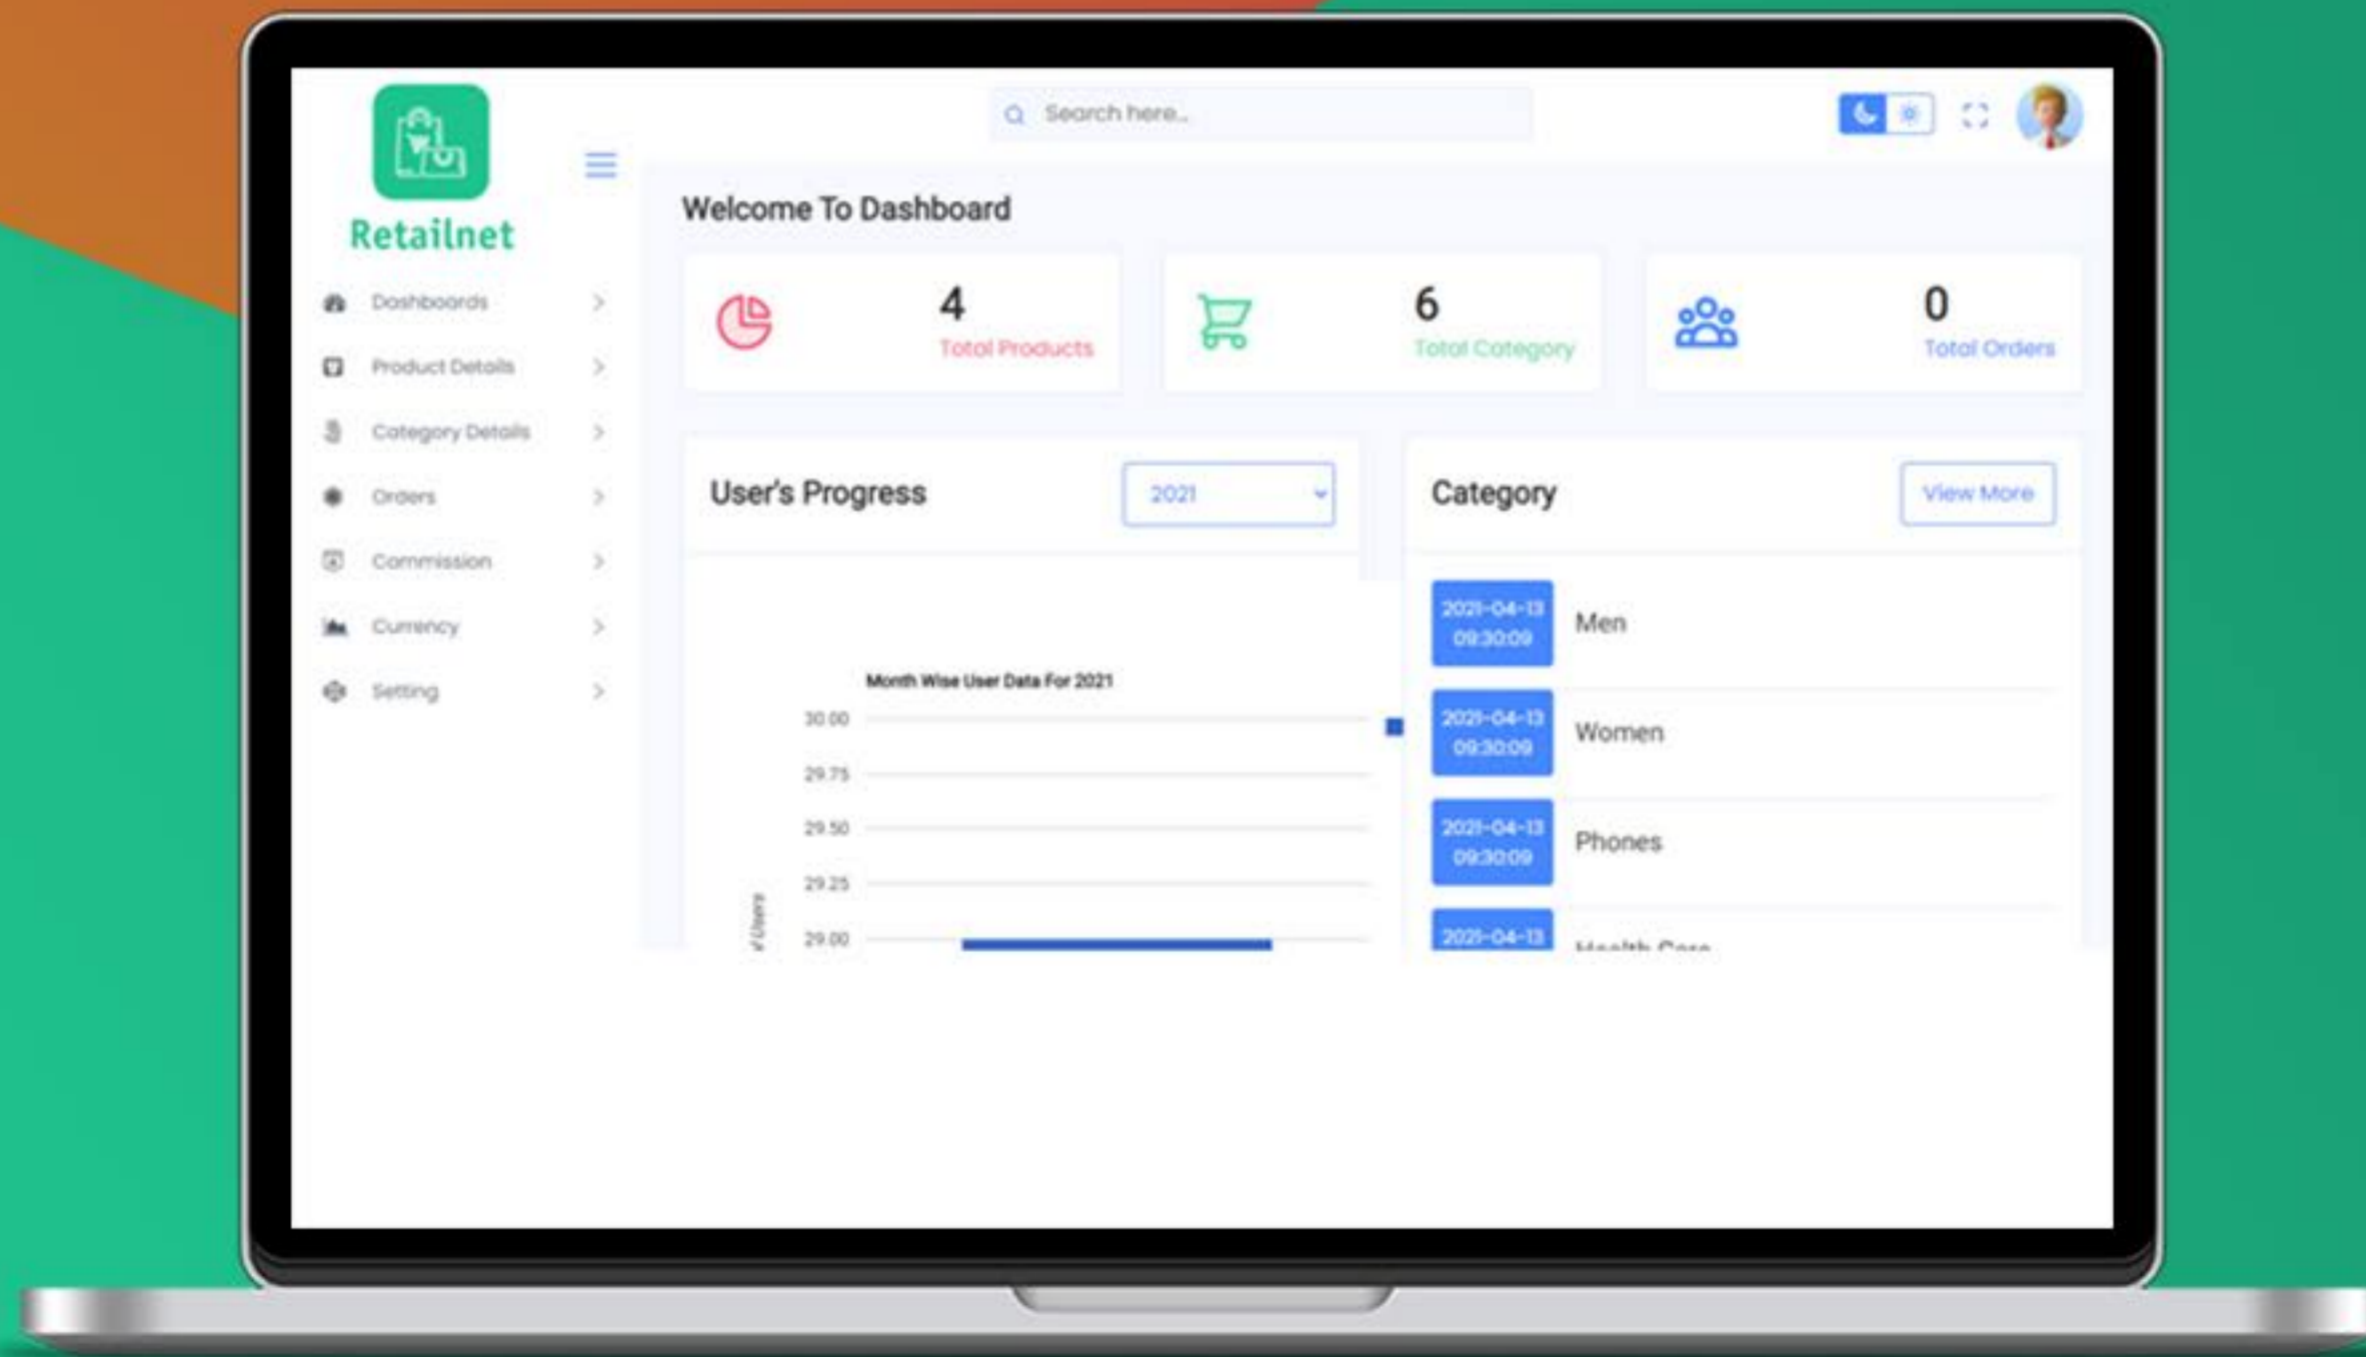 Retailnet
Search here...
Dashboards
Product Details
Category Details
Orders
Commission
Currency
Setting
Welcome To Dashboard
4
Total Products
6
Total Category
0
Total Orders
User's Progress
2021
Month Wise User Data For 2021
30.00
29.75
29.50
29.25
29.00
Users
Category
View More
2021-04-13
09:30:09
Men
2021-04-13
09:30:09
Women
2021-04-13
09:30:09
Phones
2021-04-13
Health Care